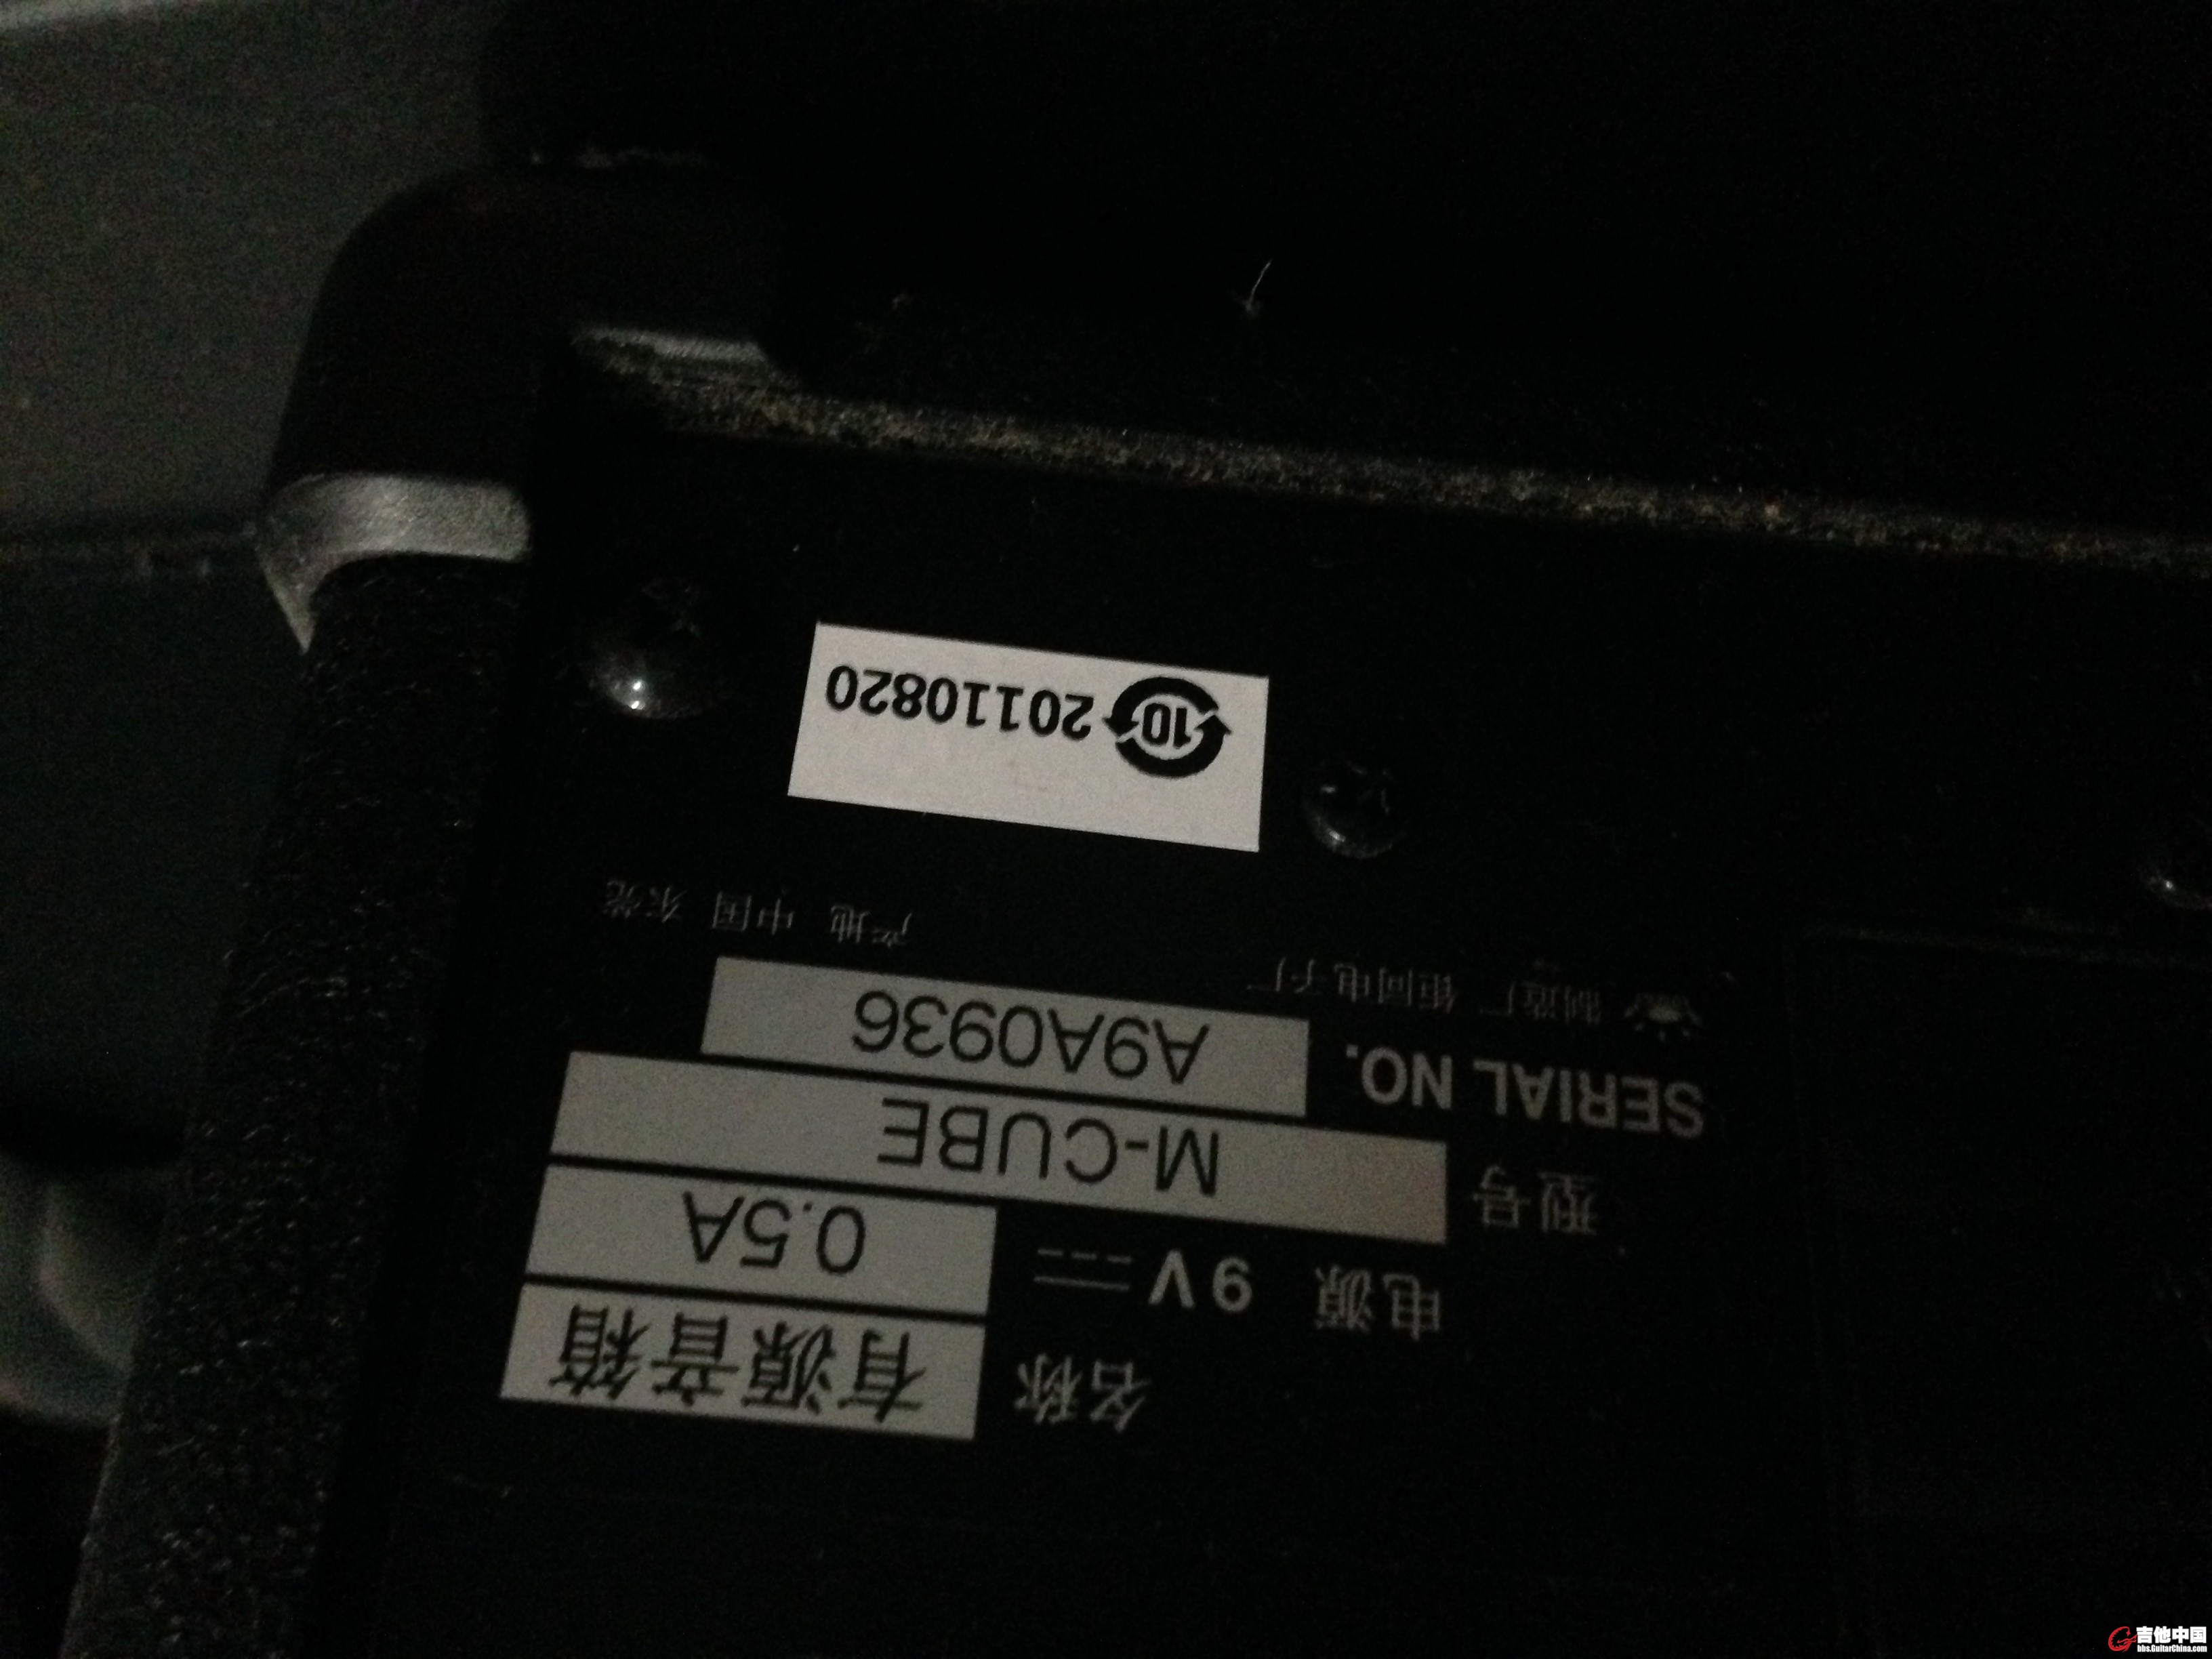 名称 有源音箱
电源 9V 0.5A
型号 M-CUBE
SERIAL NO. A9A0936
制造厂 钜同电子厂 产地 中国 东莞
10 20110820
吉他中国
bbs.GuitarChina.com